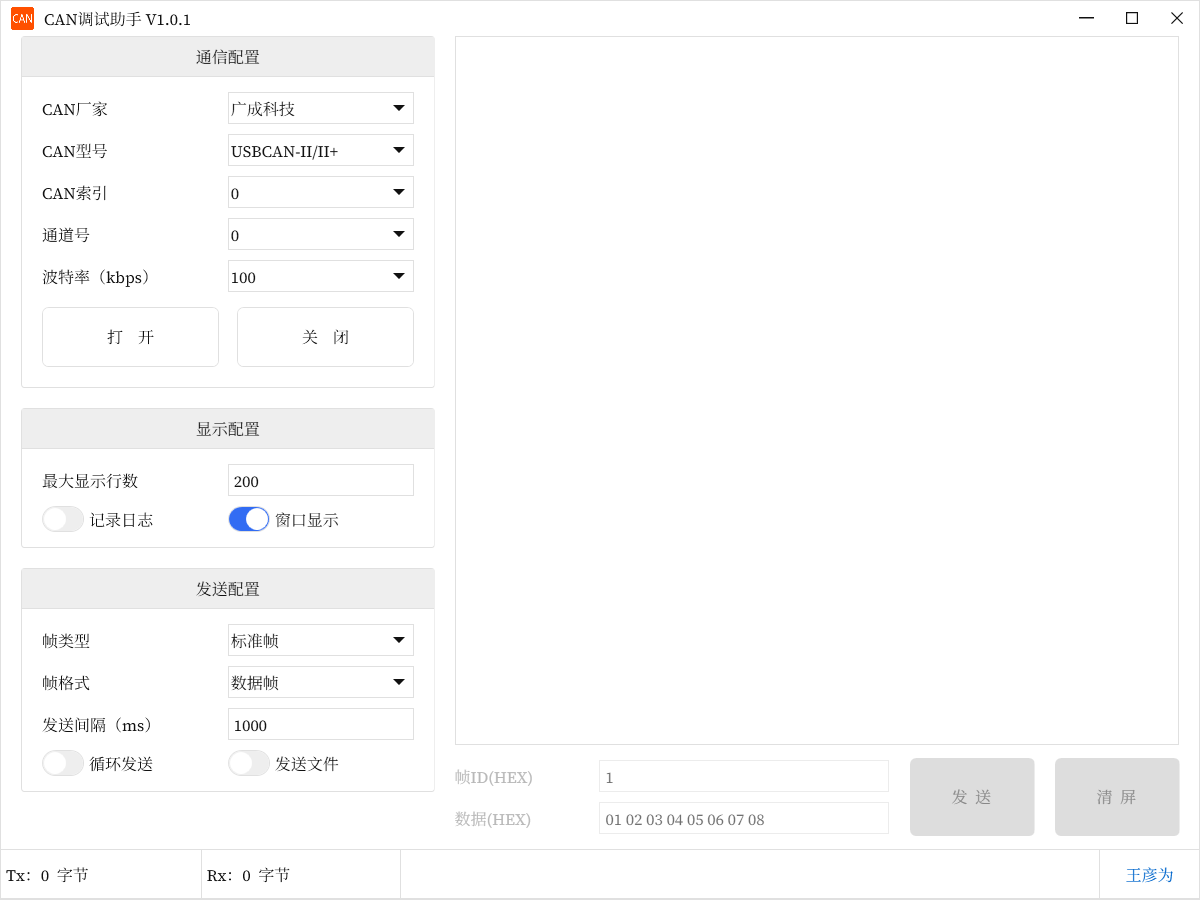 CAN CAN调试助手 V1.0.1
通信配置
CAN厂家 广成科技
CAN型号 USBCAN-II/II+
CAN索引 0
通道号 0
波特率（kbps） 100
打 开 关 闭
显示配置
最大显示行数 200
记录日志 窗口显示
发送配置
帧类型 标准帧
帧格式 数据帧
发送间隔（ms） 1000
循环发送 发送文件
帧ID(HEX) 1
数据(HEX) 01 02 03 04 05 06 07 08
发 送 清 屏
Tx: 0 字节 Rx: 0 字节 王彦为